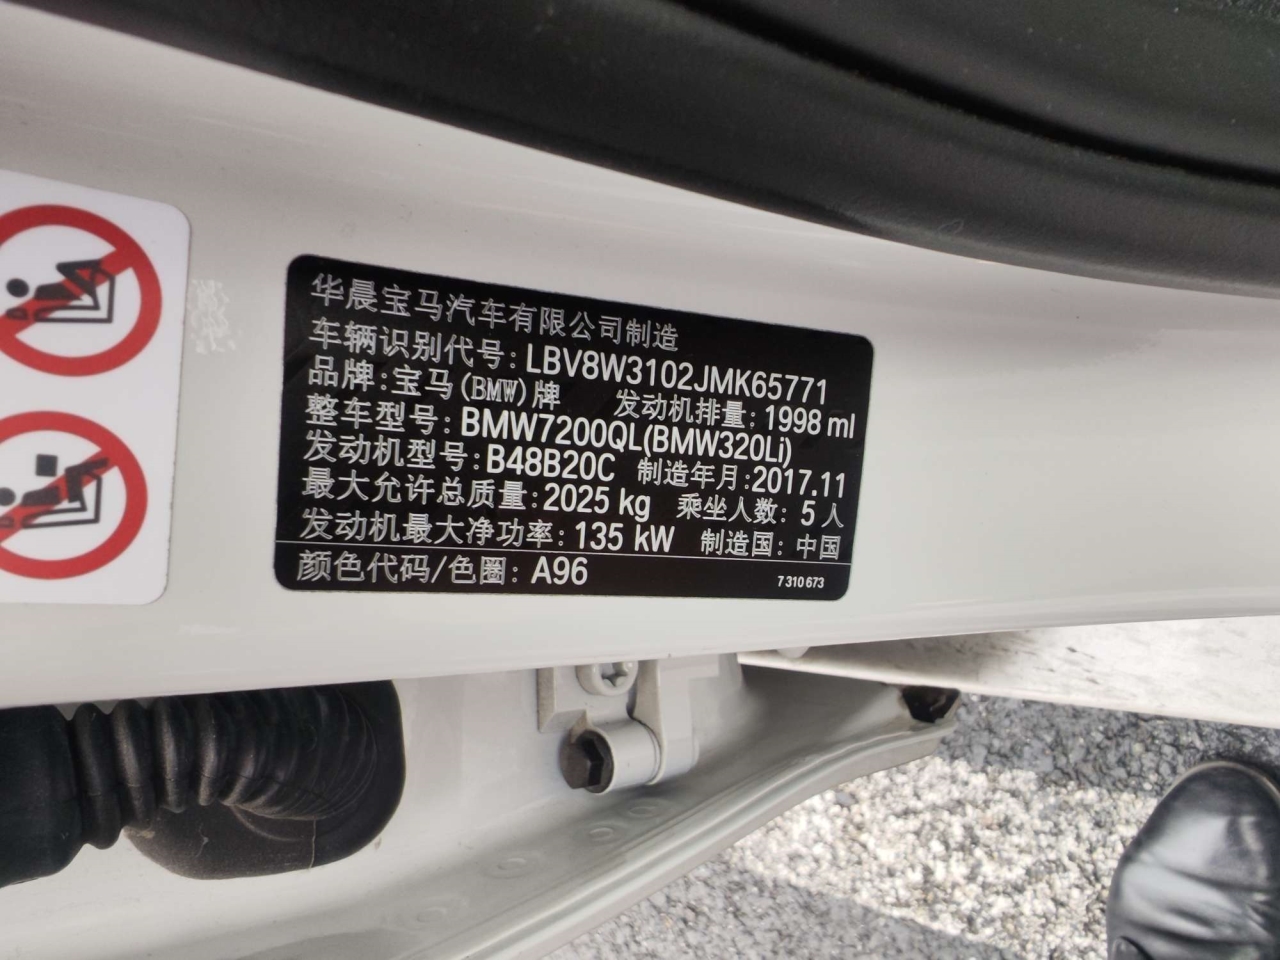 华晨宝马汽车有限公司制造
车辆识别代号: LBV8W3102JMK65771
品牌: 宝马(BMW)牌 发动机排量: 1998 ml
整车型号: BMW7200QL(BMW320Li)
发动机型号: B48B20C 制造年月: 2017.11
最大允许总质量: 2025 kg 乘坐人数: 5 人
发动机最大净功率: 135 kW 制造国: 中国
颜色代码/色圈: A96 7 310 673